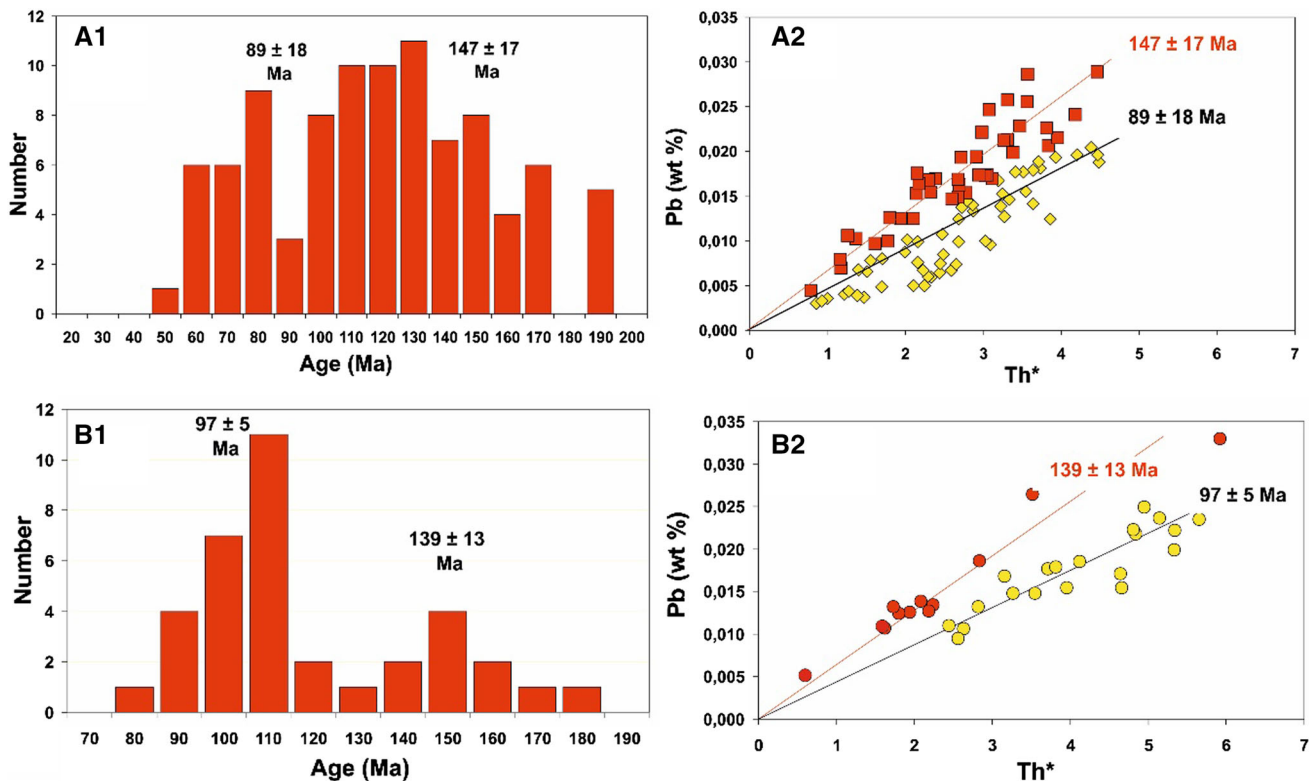 A1
89 ± 18
Ma
147 ± 17
Ma
Number
12
10
8
6
4
2
0
20 30 40 50 60 70 80 90 100 110 120 130 140 150 160 170 180 190 200
Age (Ma)
A2
147 ± 17 Ma
89 ± 18 Ma
Pb (wt %)
0,035
0,030
0,025
0,020
0,015
0,010
0,005
0,000
0 1 2 3 4 5 6 7
Th*
B1
97 ± 5
Ma
139 ± 13
Ma
Number
12
10
8
6
4
2
0
70 80 90 100 110 120 130 140 150 160 170 180 190
Age (Ma)
B2
139 ± 13 Ma
97 ± 5 Ma
Pb (wt %)
0,035
0,030
0,025
0,020
0,015
0,010
0,005
0,000
0 1 2 3 4 5 6 7
Th*